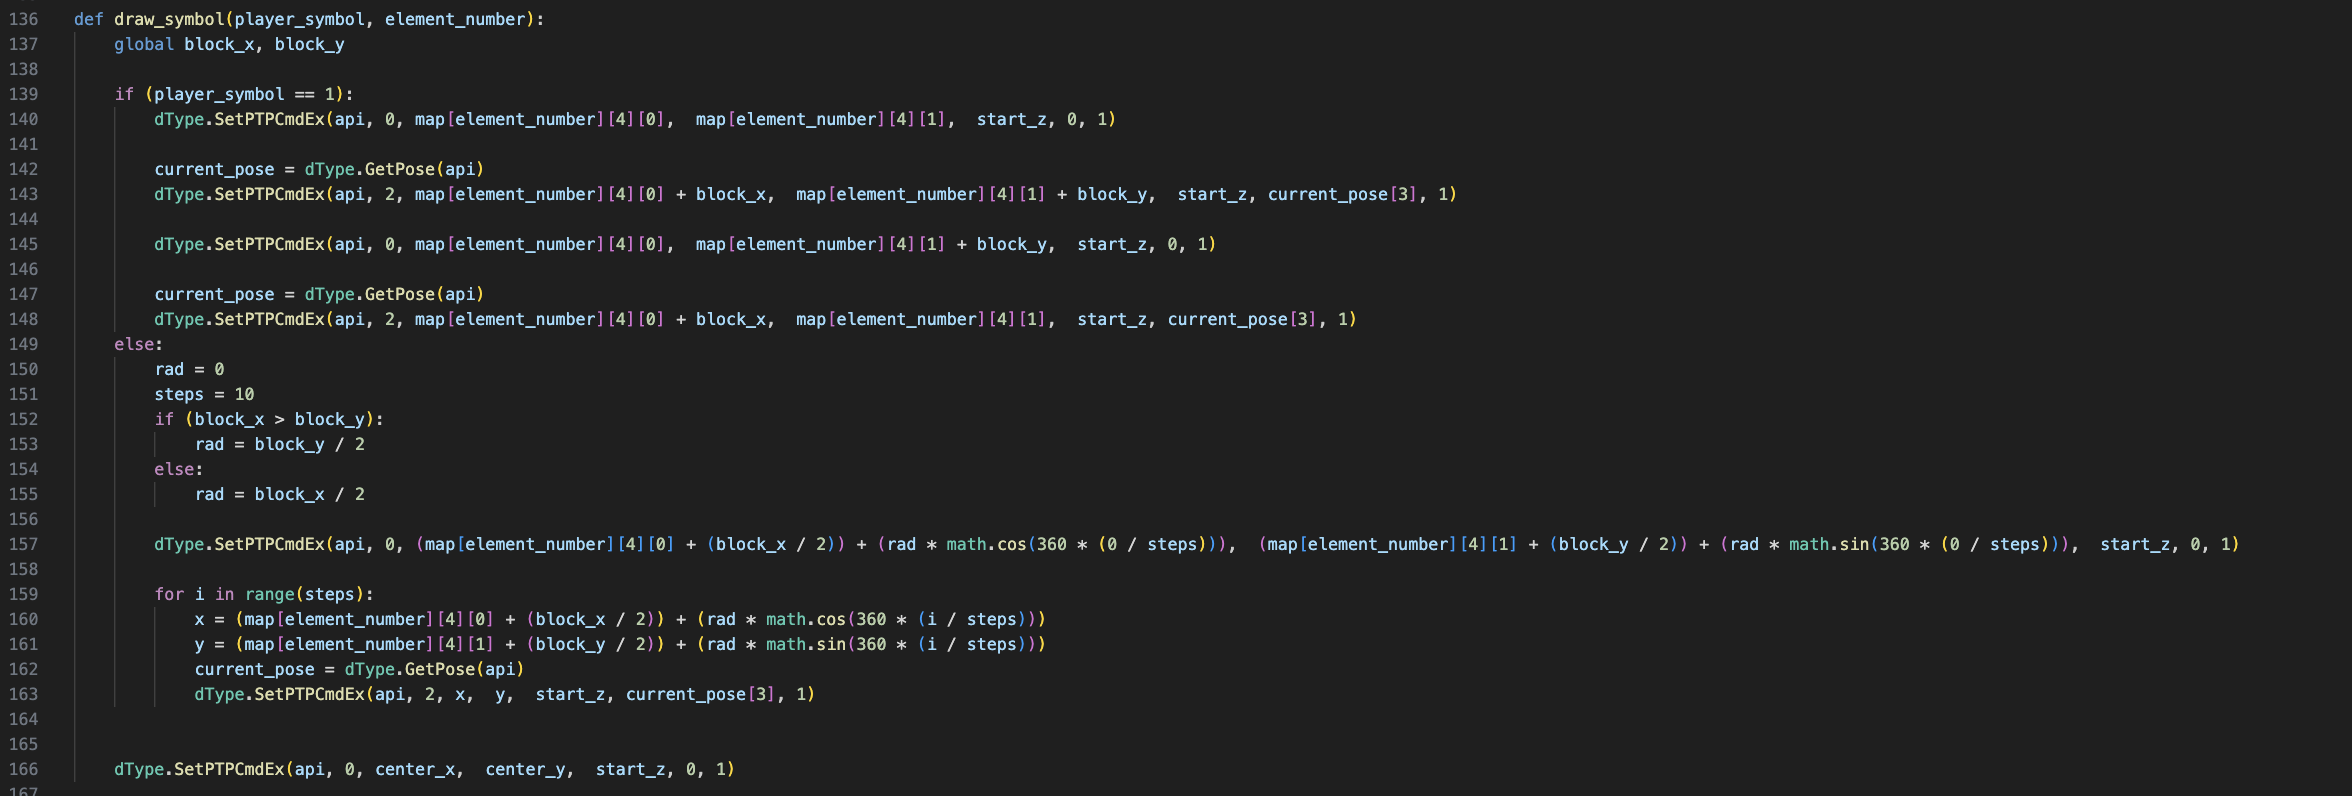 136 def draw_symbol(player_symbol, element_number):
137     global block_x, block_y
138
139     if (player_symbol == 1):
140         dType.SetPTPCmdEx(api, 0, map[element_number][4][0],  map[element_number][4][1],  start_z, 0, 1)
141
142         current_pose = dType.GetPose(api)
143         dType.SetPTPCmdEx(api, 2, map[element_number][4][0] + block_x,  map[element_number][4][1] + block_y,  start_z, current_pose[3], 1)
144
145         dType.SetPTPCmdEx(api, 0, map[element_number][4][0],  map[element_number][4][1] + block_y,  start_z, 0, 1)
146
147         current_pose = dType.GetPose(api)
148         dType.SetPTPCmdEx(api, 2, map[element_number][4][0] + block_x,  map[element_number][4][1],  start_z, current_pose[3], 1)
149     else:
150         rad = 0
151         steps = 10
152         if (block_x > block_y):
153             rad = block_y / 2
154         else:
155             rad = block_x / 2
156
157         dType.SetPTPCmdEx(api, 0, (map[element_number][4][0] + (block_x / 2)) + (rad * math.cos(360 * (0 / steps))),  (map[element_number][4][1] + (block_y / 2)) + (rad * math.sin(360 * (0 / steps))),  start_z, 0, 1)
158
159         for i in range(steps):
160             x = (map[element_number][4][0] + (block_x / 2)) + (rad * math.cos(360 * (i / steps)))
161             y = (map[element_number][4][1] + (block_y / 2)) + (rad * math.sin(360 * (i / steps)))
162             current_pose = dType.GetPose(api)
163             dType.SetPTPCmdEx(api, 2, x,  y,  start_z, current_pose[3], 1)
164
165
166     dType.SetPTPCmdEx(api, 0, center_x,  center_y,  start_z, 0, 1)
167